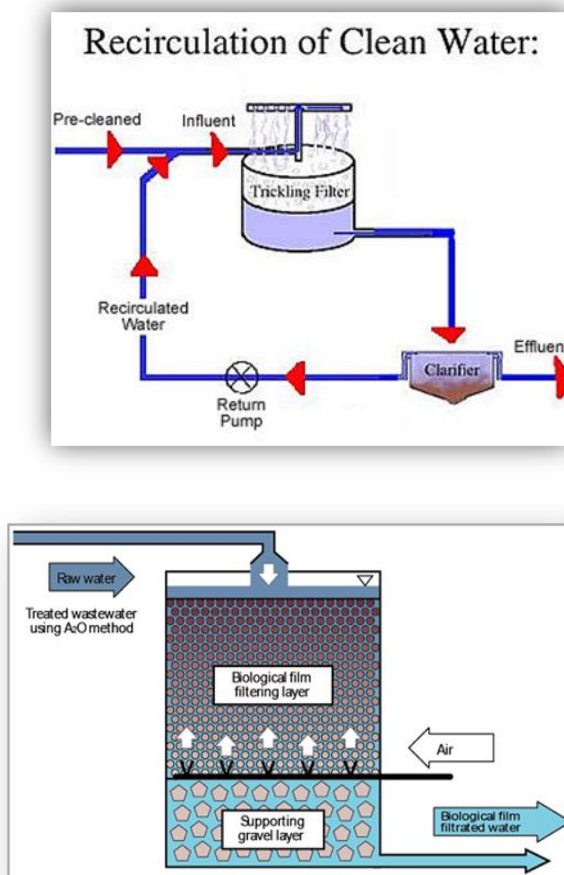 Recirculation of Clean Water:
Pre-cleaned
Influent
Trickling Filter
Recirculated
Water
Return
Pump
Clarifier
Effluen
Raw water
Treated wastewater
using A₂O method
Biological film
filtering layer
Air
Supporting
gravel layer
Biological film
filtrated water